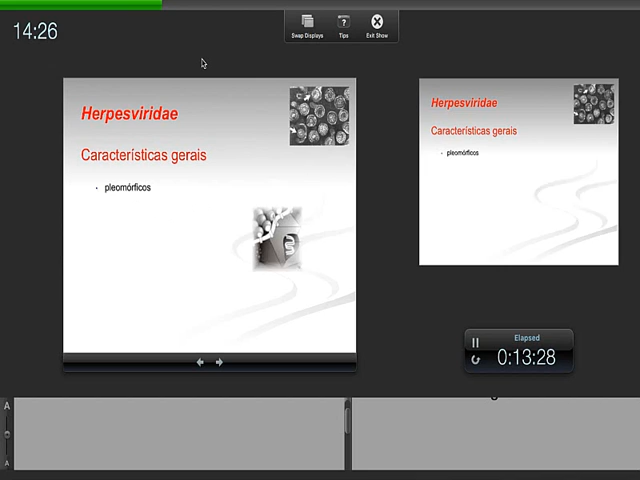 14:26
Swap Displays
Tips
Exit Show
Herpesviridae
Características gerais
· pleomórficos
Herpesviridae
Características gerais
· pleomórficos
Elapsed
0:13:28
A
A